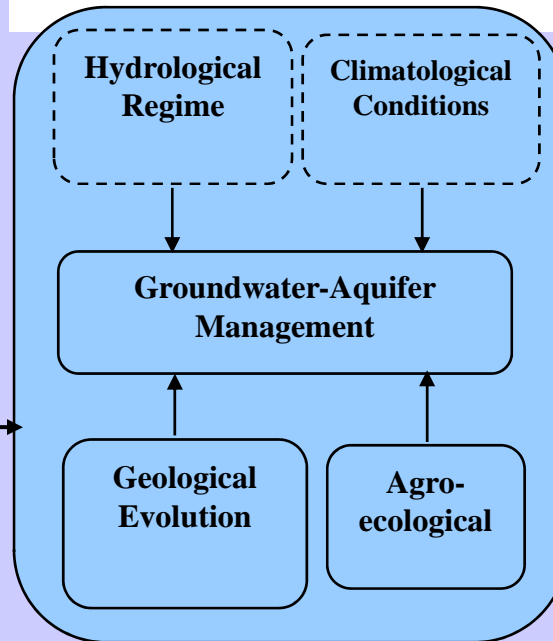 Hydrological
Regime
Climatological
Conditions
Groundwater-Aquifer
Management
Geological
Evolution
Agro-
ecological